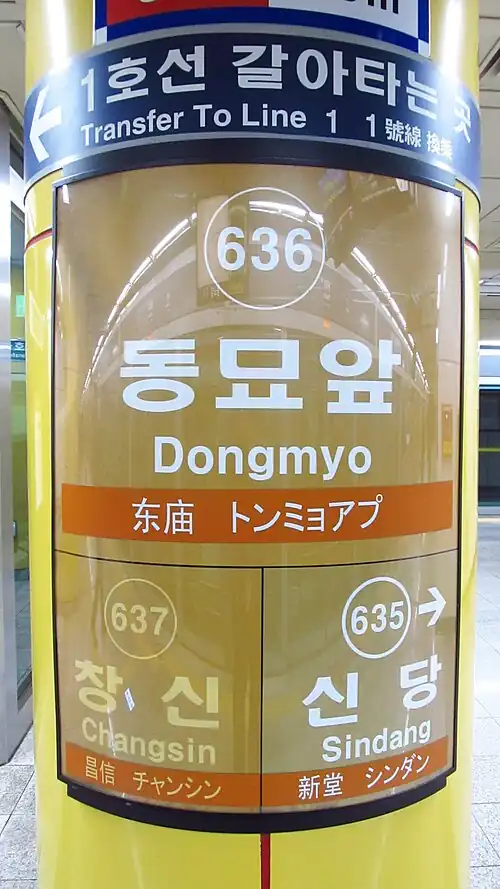 1호선 갈아타는 곳
Transfer To Line 1 1號線 換乘
636
동묘앞
Dongmyo
东庙 トンミョアプ
637
창신
Changsin
昌信 チャンシン
635
신당
Sindang
新堂 シンダン